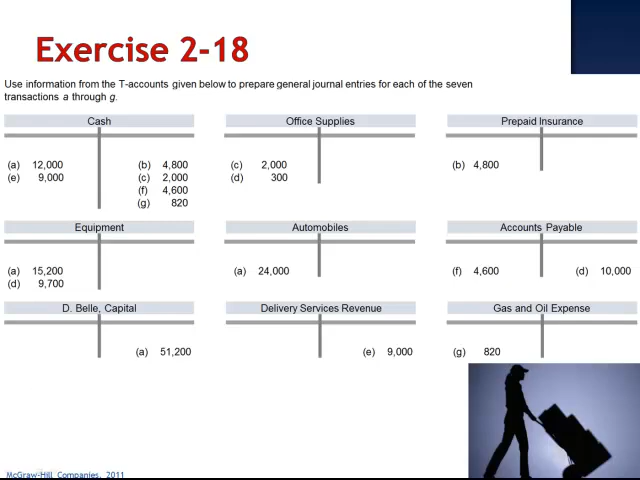 Exercise 2-18
Use information from the T-accounts given below to prepare general journal entries for each of the seven
transactions a through g.
Cash Office Supplies Prepaid Insurance
(a) 12,000 (b) 4,800 (c) 2,000 (b) 4,800
(e) 9,000 (c) 2,000 (d) 300
(f) 4,600
(g) 820
Equipment Automobiles Accounts Payable
(a) 15,200 (a) 24,000 (f) 4,600 (d) 10,000
(d) 9,700
D. Belle, Capital Delivery Services Revenue Gas and Oil Expense
(a) 51,200 (e) 9,000 (g) 820
McGraw-Hill Companies, 2011